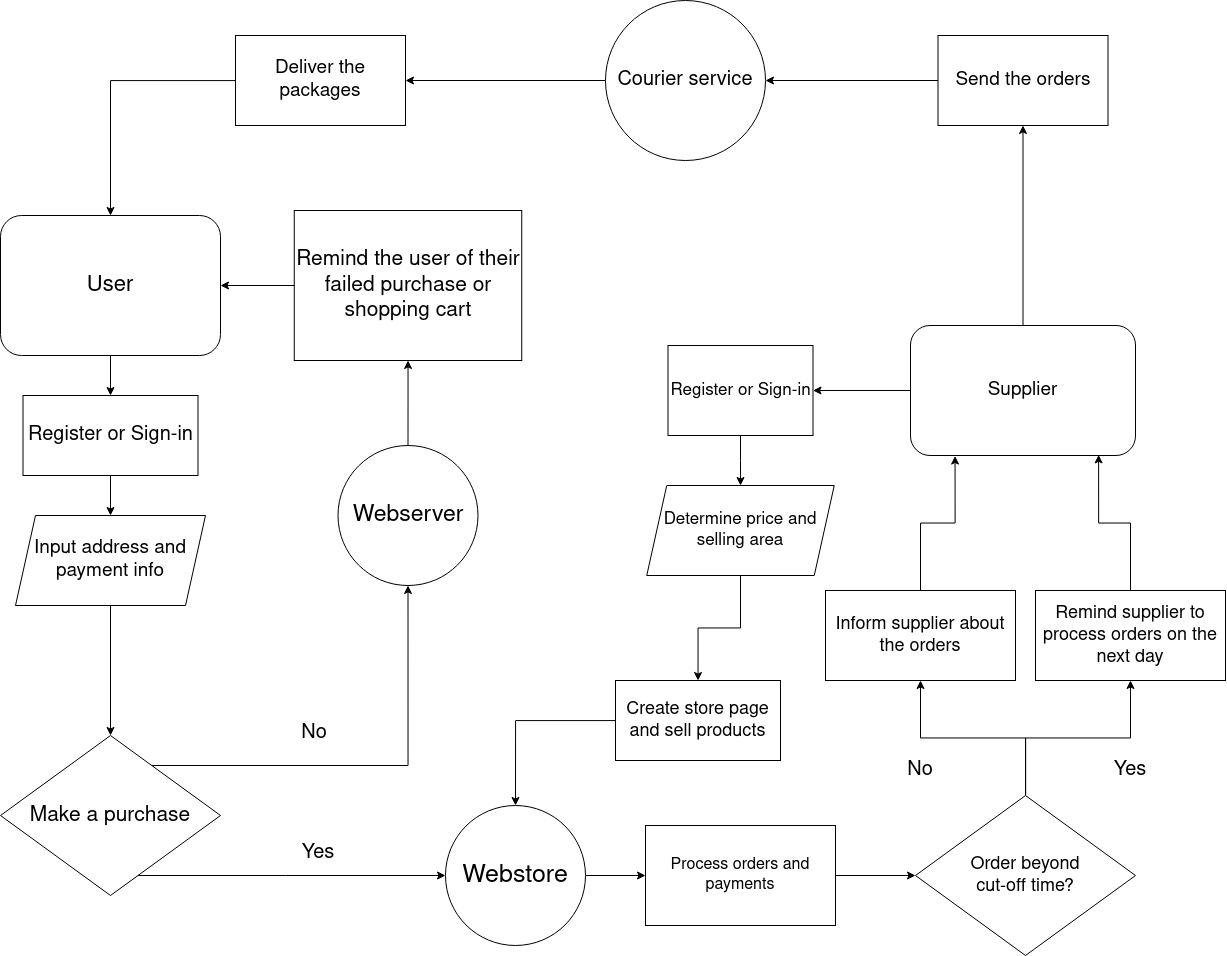 Deliver the
packages
Courier service
Send the orders
User
Remind the user of their
failed purchase or
shopping cart
Register or Sign-in
Supplier
Register or Sign-in
Webserver
Determine price and
selling area
Input address and
payment info
Inform supplier about
the orders
Remind supplier to
process orders on the
next day
Create store page
and sell products
No
No
Yes
Make a purchase
Yes
Webstore
Process orders and
payments
Order beyond
cut-off time?